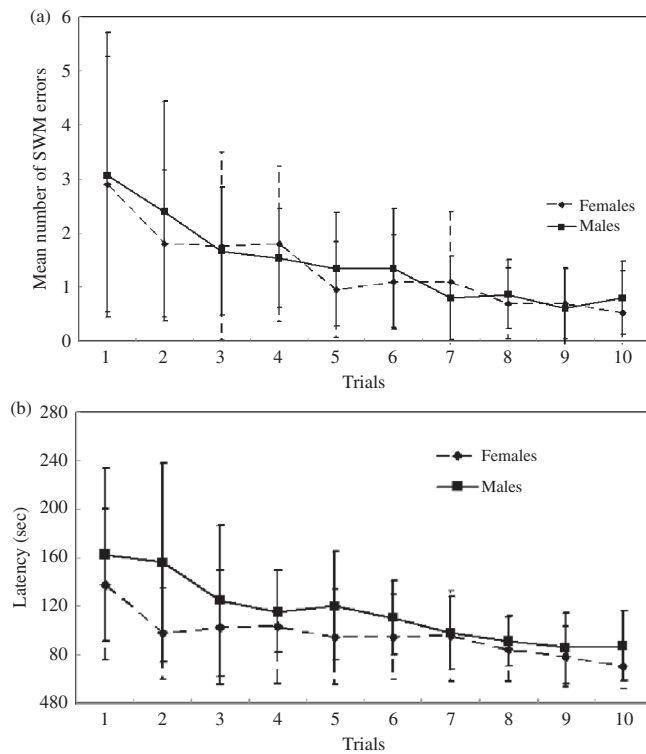 (a)
6
5
4
3
2
1
0
Mean number of SWM errors
Females
Males
1 2 3 4 5 6 7 8 9 10
Trials
(b)
280
240
200
160
120
80
480
Latency (sec)
Females
Males
1 2 3 4 5 6 7 8 9 10
Trials